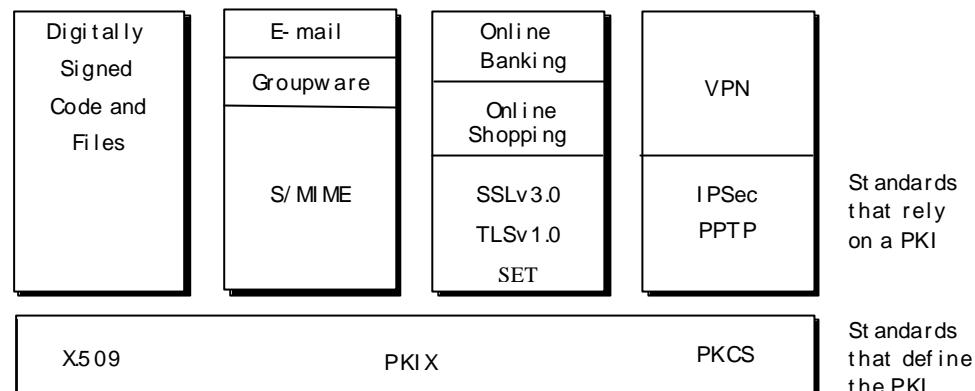 Digitally
Signed
Code and
Files
E-mail
Groupware
S/MIME
Online
Banking
Online
Shopping
SSLv3.0
TLSv1.0
SET
VPN
IPSec
PPTP
Standards
that rely
on a PKI
X.509
PKIX
PKCS
Standards
that define
the PKI